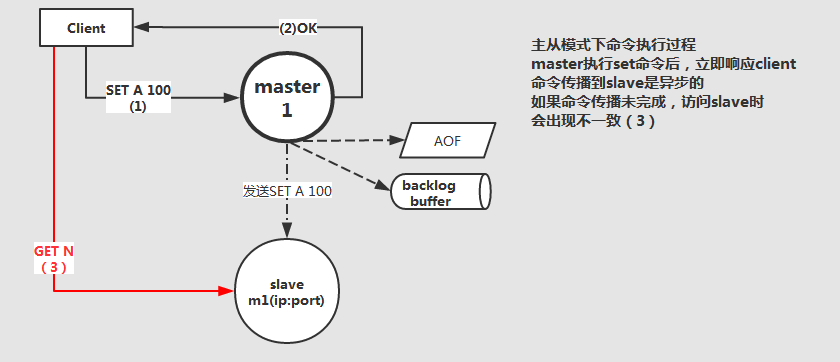 Client
(2)OK
SET A 100
(1)
master
1
AOF
backlog
buffer
发送SET A 100
GET N
（3）
slave
m1(ip:port)
主从模式下命令执行过程
master执行set命令后，立即响应client
命令传播到slave是异步的
如果命令传播未完成，访问slave时
会出现不一致（3）